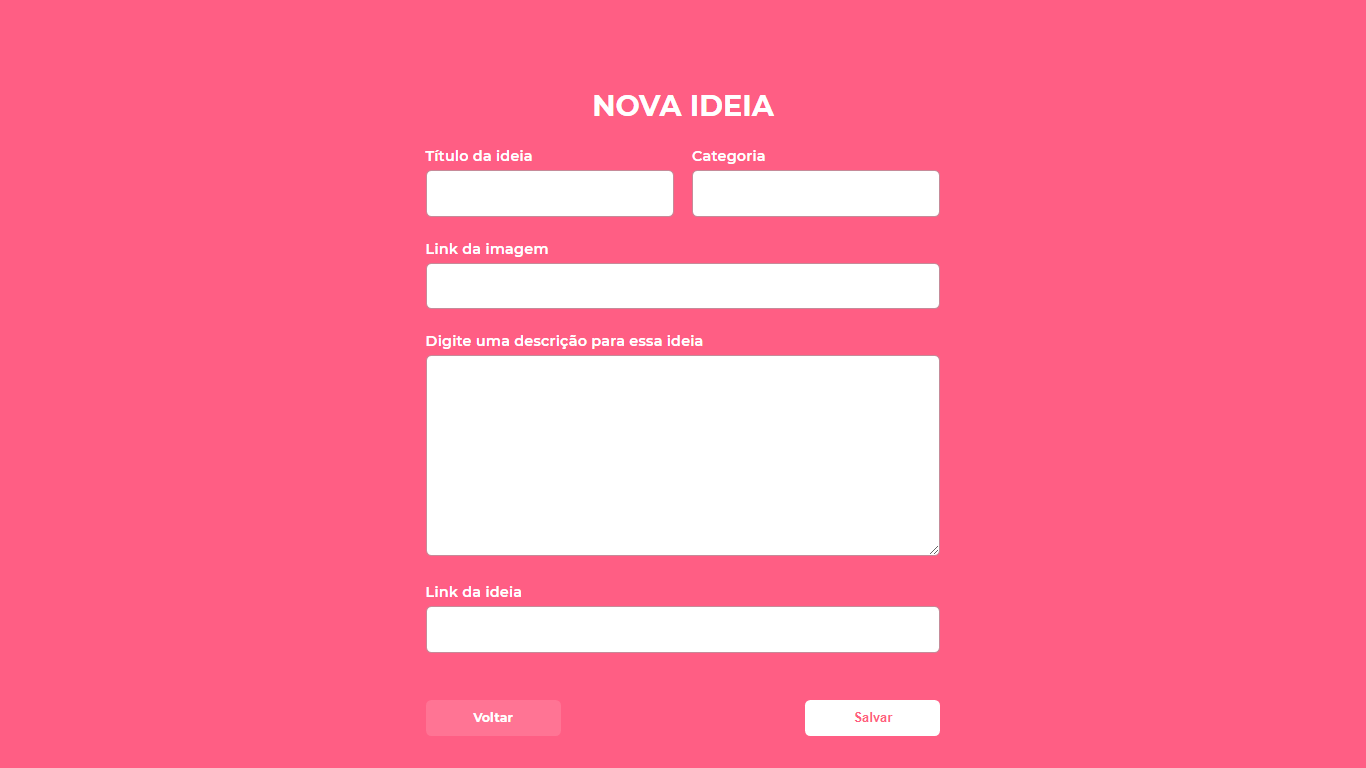 NOVA IDEIA
Título da ideia
Categoria
Link da imagem
Digite uma descrição para essa ideia
Link da ideia
Voltar
Salvar